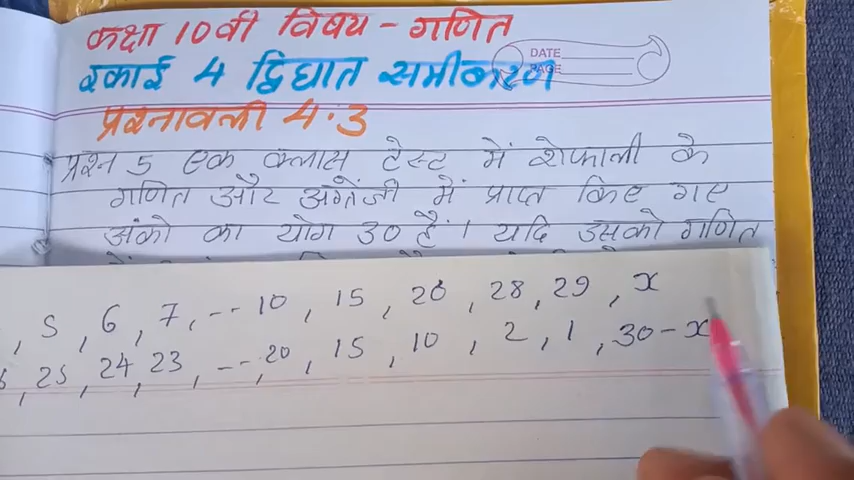 कक्षा 10वी विषय - गणित
इकाई 4 द्विघात समीकरण
DATE
PAGE
प्रश्नावली 4.3
प्रश्न 5 एक क्लास टेस्ट में शेफाली के
गणित और अंग्रेजी में प्राप्त किए गए
अंको का योग 30 है । यदि उसको गणित
, 5 , 6 , 7 , --- 10 , 15 , 20 , 28 , 29 , x
, 25 , 24 , 23 , --- , 20 , 15 , 10 , 2 , 1 , 30 - x